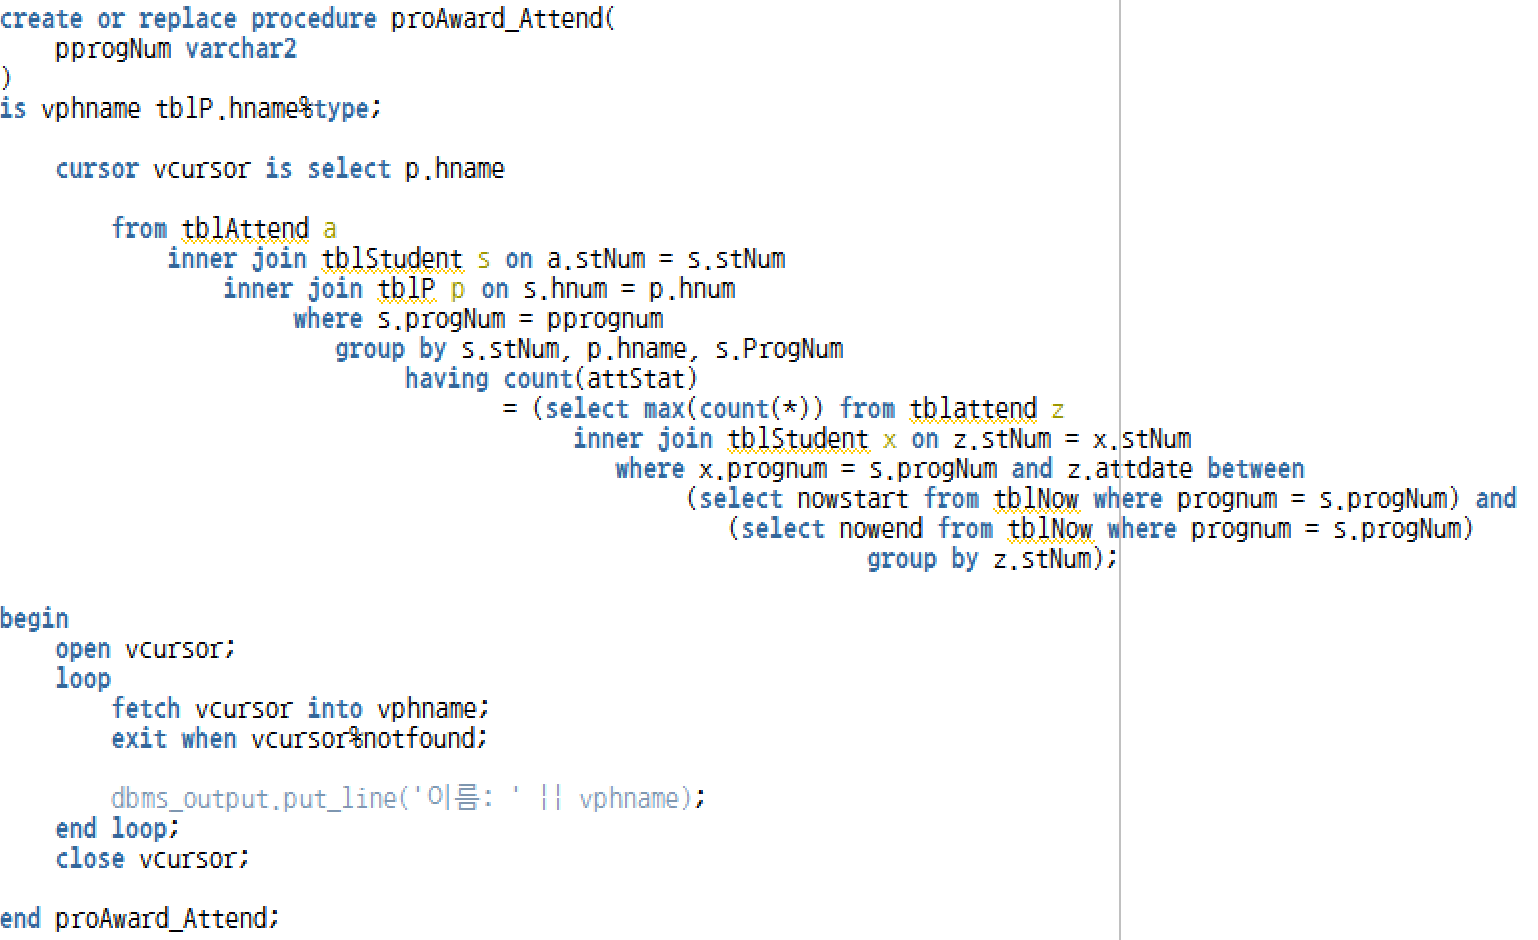 create or replace procedure proAward_Attend(
pprogNum varchar2
)
is vphname tblP.hname%type;
cursor vcursor is select p.hname
from tblAttend a
inner join tblStudent s on a.stNum = s.stNum
inner join tblP p on s.hnum = p.hnum
where s.progNum = pprognum
group by s.stNum, p.hname, s.ProgNum
having count(attStat)
= (select max(count(*)) from tblattend z
inner join tblStudent x on z.stNum = x.stNum
where x.prognum = s.progNum and z.attdate between
(select nowstart from tblNow where prognum = s.progNum) and
(select nowend from tblNow where prognum = s.progNum)
group by z.stNum);
begin
open vcursor;
loop
fetch vcursor into vphname;
exit when vcursor%notfound;
dbms_output.put_line('이름: ' || vphname);
end loop;
close vcursor;
end proAward_Attend;